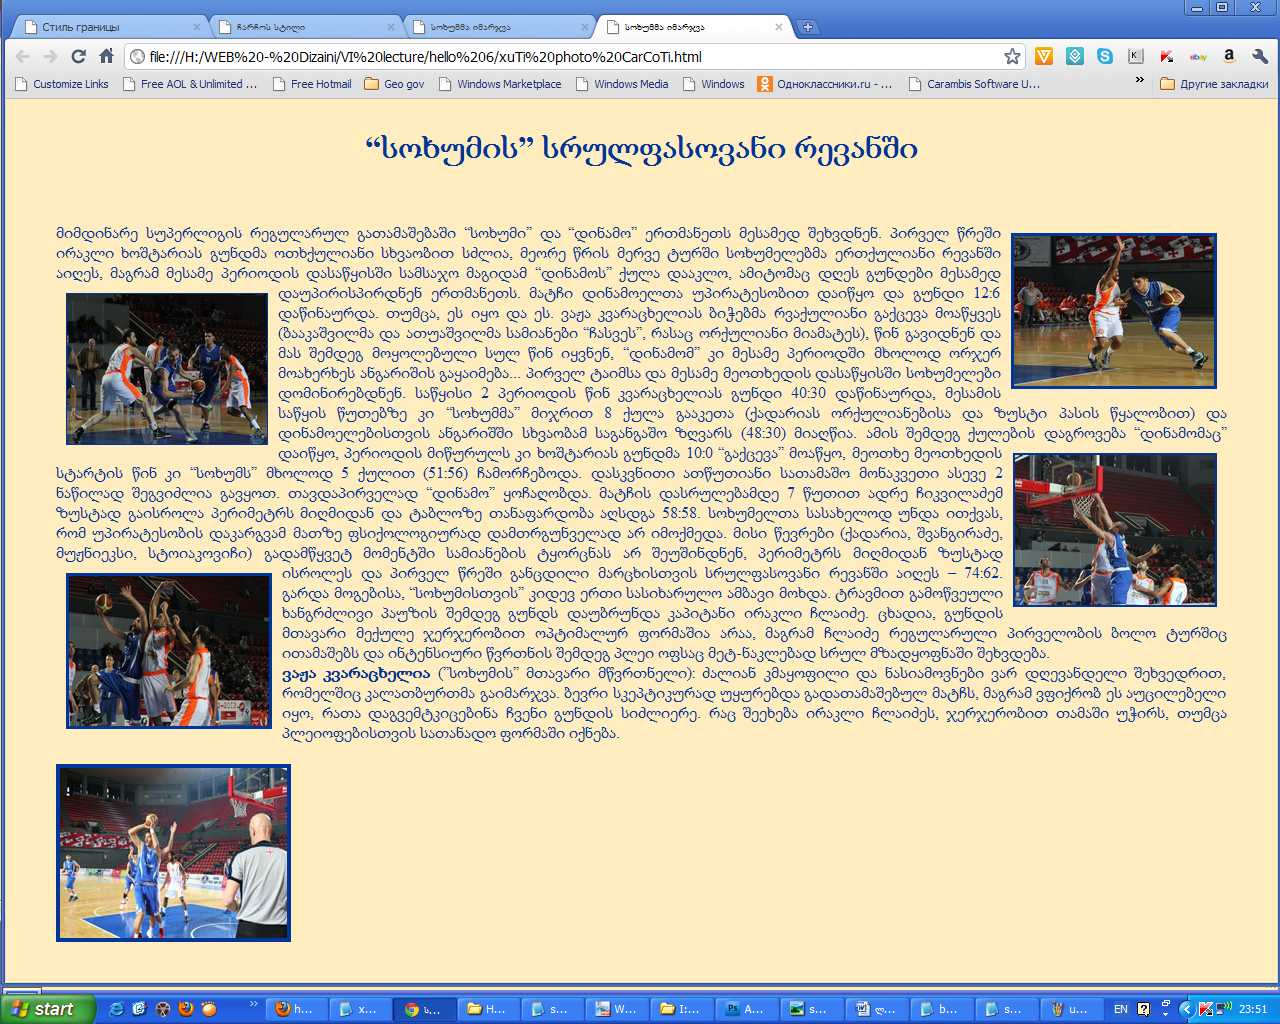 Стиль границы
ჩარჩოს სტილი
სოხუმმა იმარჯვა
სოხუმმა იმარჯვა
file:///H:/WEB%20-%20Dizaini/VI%20lecture/hello%206/xuTi%20photo%20CarCoTi.html
Customize Links
Free AOL & Unlimited ...
Free Hotmail
Geo gov
Windows Marketplace
Windows Media
Windows
Одноклассники.ru - ...
Carambis Software U...
Другие закладки
“სოხუმის” სრულფასოვანი რევანში
მიმდინარე სუპერლიგის რეგულარულ გათამაშებაში “სოხუმი” და “დინამო” ერთმანეთს მესამედ შეხვდნენ. პირველ წრეში
ირაკლი ხოშტარიას გუნდმა ოთხქულიანი სხვაობით სძლია, მეორე წრის მერვე ტურში სოხუმელებმა ერთქულიანი რევანში
აიღეს, მაგრამ მესამე პერიოდის დასაწყისში სამსაჯო მაგიდამ “დინამოს” ქულა დააკლო, ამიტომაც დღეს გუნდები მესამედ
დაუპირისპირდნენ ერთმანეთს. მატჩი დინამოელთა უპირატესობით დაიწყო და გუნდი 12:6
დაწინაურდა. თუმცა, ეს იყო და ეს. ვაჟა კვარაცხელიას ბიჭებმა რვაქულიანი გაქცევა მოაწყვეს
(ბააკაშვილმა და ათუაშვილმა სამიანები “ჩასვეს”, რასაც ორქულიანი მიამატეს), წინ გავიდნენ და
მას შემდეგ მოყოლებული სულ წინ იყვნენ, “დინამომ” კი მესამე პერიოდში მხოლოდ ორჯერ
მოახერხეს ანგარიშის გაყაიმება... პირველ ტაიმსა და მესამე მეოთხედის დასაწყისში სოხუმელები
დომინირებდნენ. საწყისი 2 პერიოდის წინ კვარაცხელიას გუნდი 40:30 დაწინაურდა, მესამის
საწყის წუთებზე კი “სოხუმმა” მიჯრით 8 ქულა გააკეთა (ქადარიას ორქულიანებისა და ზუსტი პასის წყალობით) და
დინამოელებისთვის ანგარიშში სხვაობამ საგანგაშო ზღვარს (48:30) მიაღწია. ამის შემდეგ ქულების დაგროვება “დინამომაც”
დაიწყო, პერიოდის მიწურულს კი ხოშტარიას გუნდმა 10:0 “გაქცევა” მოაწყო, მეოთხე მეოთხედის
სტარტის წინ კი “სოხუმს” მხოლოდ 5 ქულით (51:56) ჩამორჩებოდა. დასკვნითი ათწუთიანი სათამაშო მონაკვეთი ასევე 2
ნაწილად შეგვიძლია გავყოთ. თავდაპირველად “დინამო” ყოჩაღობდა. მატჩის დასრულებამდე 7 წუთით ადრე ჩიკვილაძემ
ზუსტად გაისროლა პერიმეტრს მიღმიდან და ტაბლოზე თანაფარდობა აღსდგა 58:58. სოხუმელთა სასახელოდ უნდა ითქვას,
რომ უპირატესობის დაკარგვამ მათზე ფსიქოლოგიურად დამთრგუნველად არ იმოქმედა. მისი წევრები (ქადარია, შვანგირაძე,
მუჟნიეკსი, სტოიაკოვიჩი) გადამწყვეტ მომენტში სამიანების ტყორცნას არ შეუშინდნენ, პერიმეტრს მიღმიდან ზუსტად
ისროლეს და პირველ წრეში განცდილი მარცხისთვის სრულფასოვანი რევანში აიღეს – 74:62.
გარდა მოგებისა, “სოხუმისთვის” კიდევ ერთი სასიხარულო ამბავი მოხდა. ტრავმით გამოწვეული
ხანგრძლივი პაუზის შემდეგ გუნდს დაუბრუნდა კაპიტანი ირაკლი ჩლაიძე. ცხადია, გუნდის
მთავარი მექულე ჯერჯერობით ოპტიმალურ ფორმაშია არაა, მაგრამ ჩლაიძე რეგულარული პირველობის ბოლო ტურშიც
ითამაშებს და ინტენსიური წვრთნის შემდეგ პლეი ოფსაც მეტ-ნაკლებად სრულ მზადყოფნაში შეხვდება.
ვაჟა კვარაცხელია (”სოხუმის” მთავარი მწვრთნელი): ძალიან კმაყოფილი და ნასიამოვნები ვარ დღევანდელი შეხვედრით,
რომელშიც კალათბურთმა გაიმარჯვა. ბევრი სკეპტიკურად უყურებდა გადათამაშებულ მატჩს, მაგრამ ვფიქრობ ეს აუცილებელი
იყო, რათა დაგვემტკიცებინა ჩვენი გუნდის სიძლიერე. რაც შეეხება ირაკლი ჩლაიძეს, ჯერჯერობით თამაში უჭირს, თუმცა
პლეიოფებისთვის სათანადო ფორმაში იქნება.
start
h...
x...
ს...
H...
s...
W...
I:...
A...
s...
ლ...
b...
s...
u...
EN
23:51